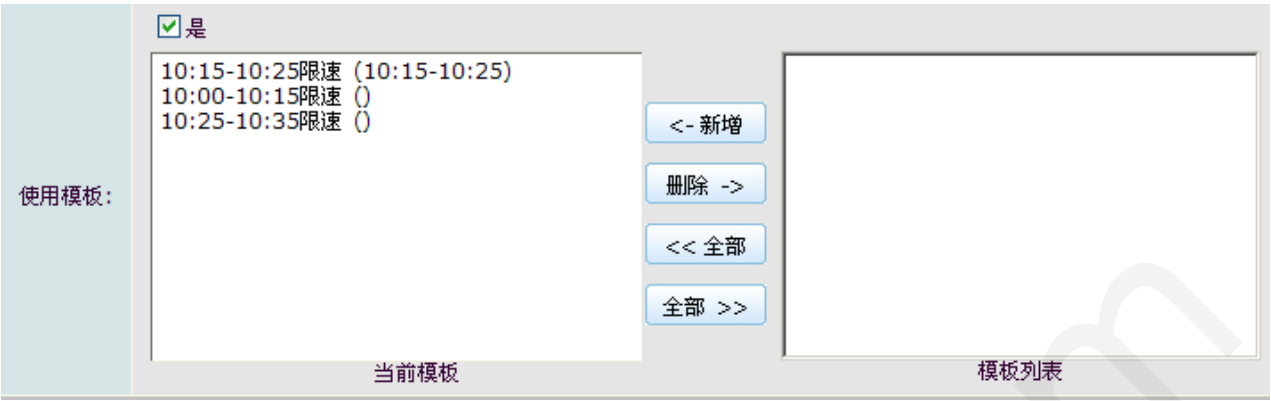 是
10:15-10:25限速 (10:15-10:25)
10:00-10:15限速 ()
10:25-10:35限速 ()
使用模板:
<- 新增
删除 ->
<< 全部
全部 >>
当前模板
模板列表